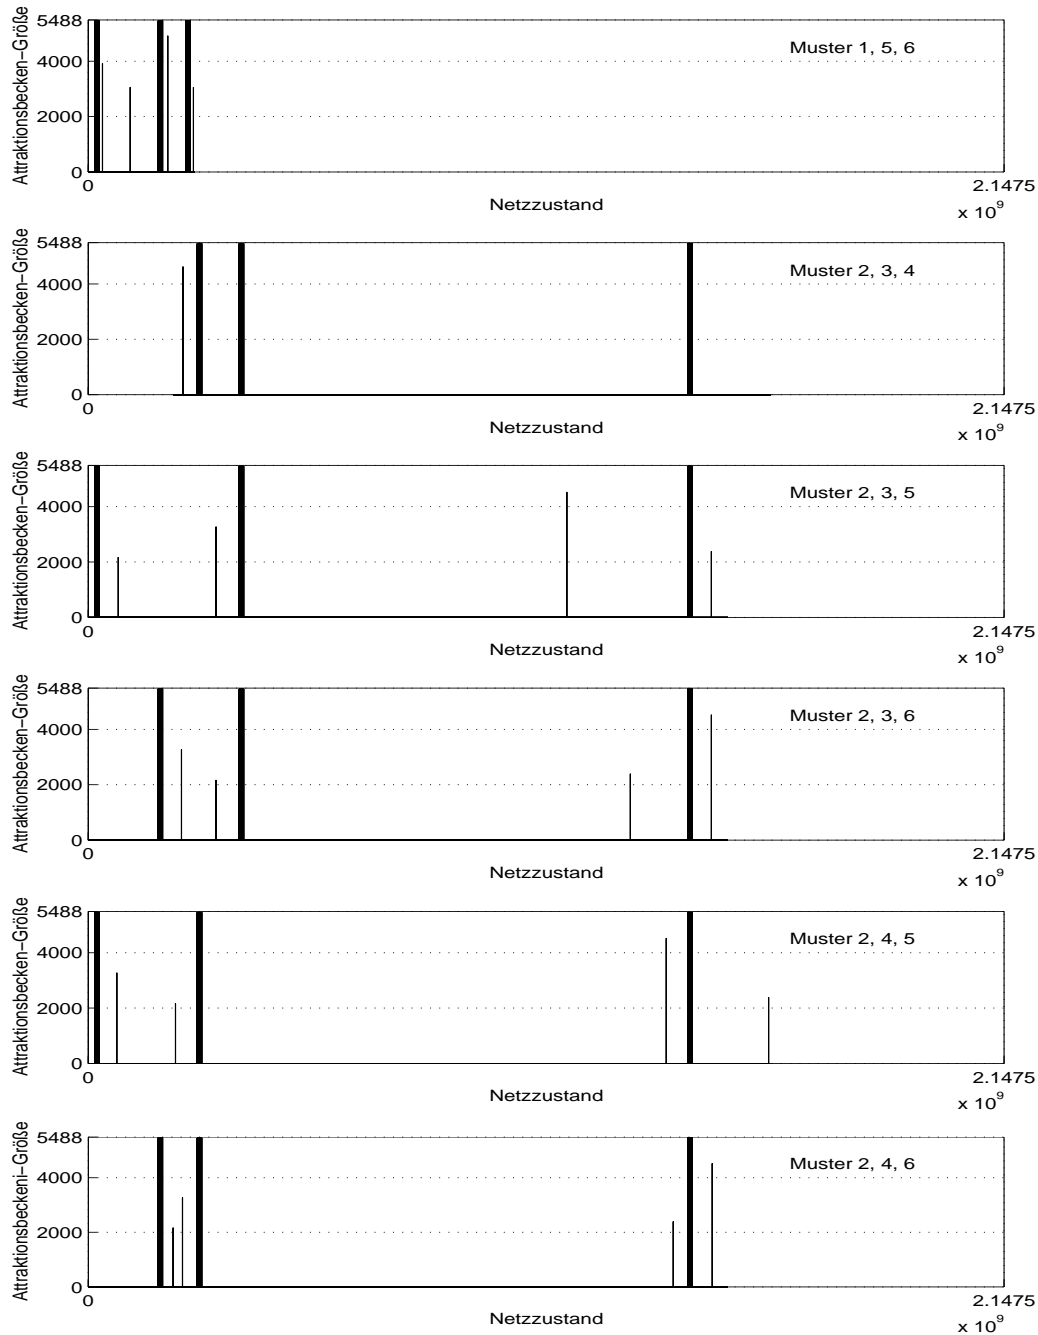 Attraktionsbecken–Größe
5488
4000
2000
0
Muster 1, 5, 6
0
2.1475
x 10^9
Netzzustand
Attraktionsbecken–Größe
5488
4000
2000
0
Muster 2, 3, 4
0
2.1475
x 10^9
Netzzustand
Attraktionsbecken–Größe
5488
4000
2000
0
Muster 2, 3, 5
0
2.1475
x 10^9
Netzzustand
Attraktionsbecken–Größe
5488
4000
2000
0
Muster 2, 3, 6
0
2.1475
x 10^9
Netzzustand
Attraktionsbecken–Größe
5488
4000
2000
0
Muster 2, 4, 5
0
2.1475
x 10^9
Netzzustand
Attraktionsbeckeni–Größe
5488
4000
2000
0
Muster 2, 4, 6
0
2.1475
x 10^9
Netzzustand